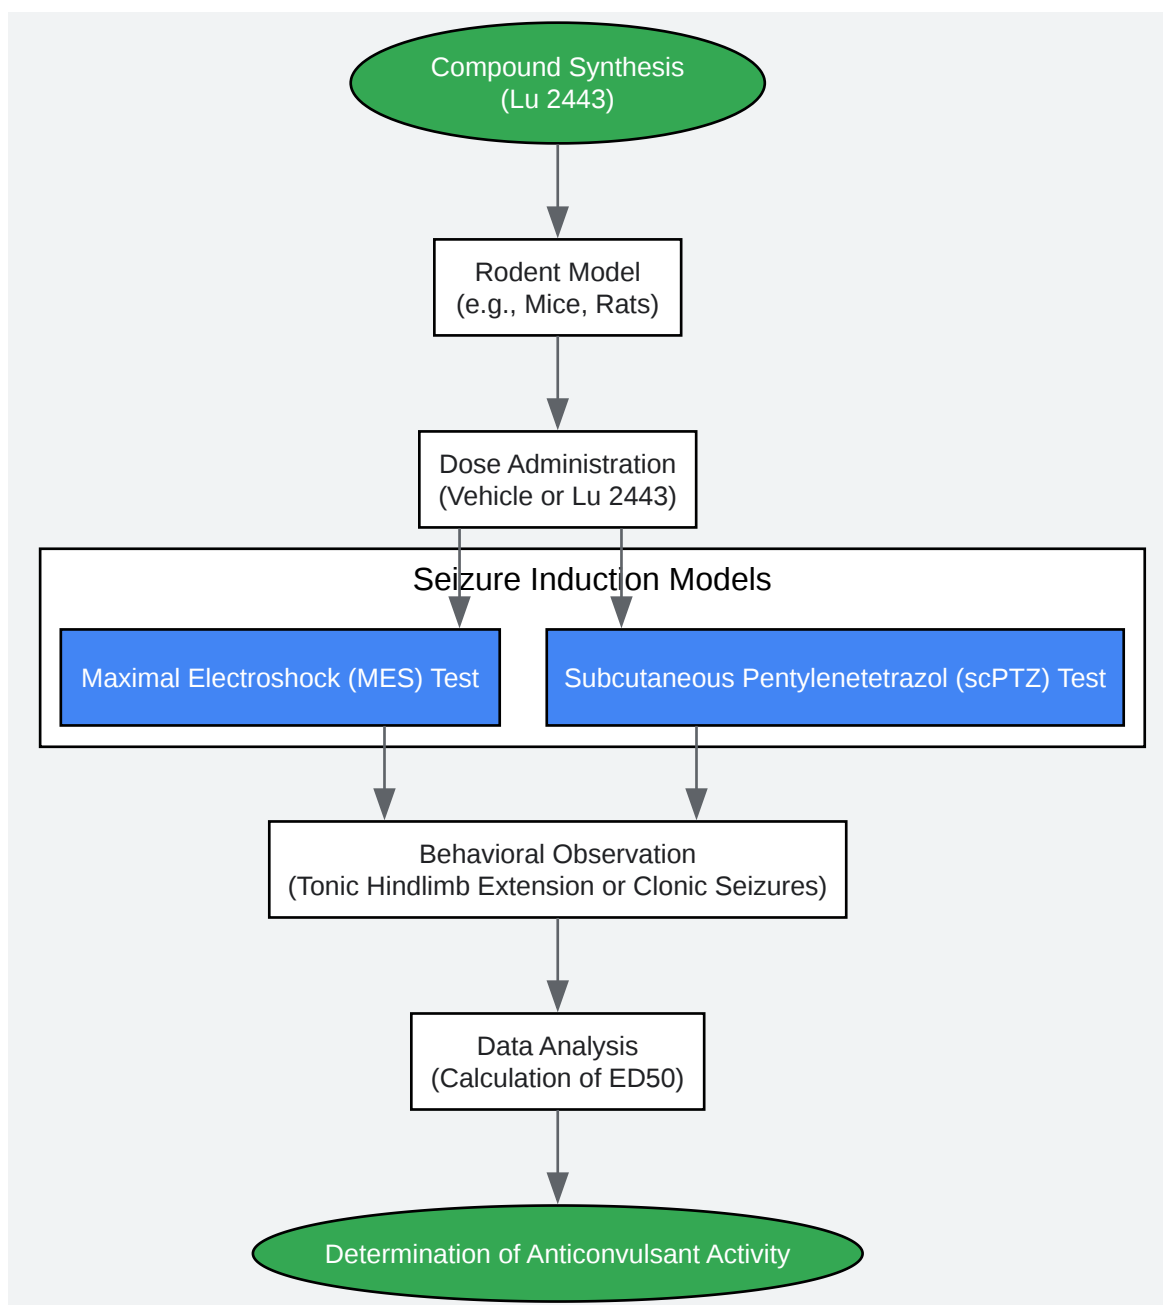 Compound Synthesis
(Lu 2443)
Rodent Model
(e.g., Mice, Rats)
Dose Administration
(Vehicle or Lu 2443)
Seizure Induction Models
Maximal Electroshock (MES) Test
Subcutaneous Pentylenetetrazol (scPTZ) Test
Behavioral Observation
(Tonic Hindlimb Extension or Clonic Seizures)
Data Analysis
(Calculation of ED50)
Determination of Anticonvulsant Activity